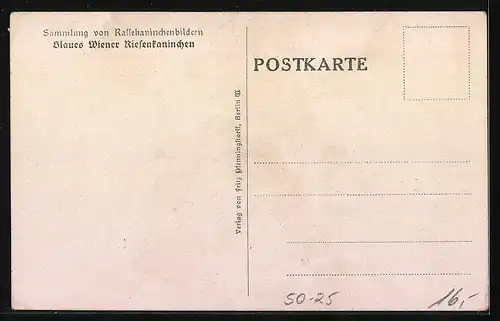 Sammlung von Rassekaninchenbildern
Blaues Wiener Riesenkaninchen
POSTKARTE
Verlag von Fritz Pfenningstorff, Berlin W
50-25
16,-